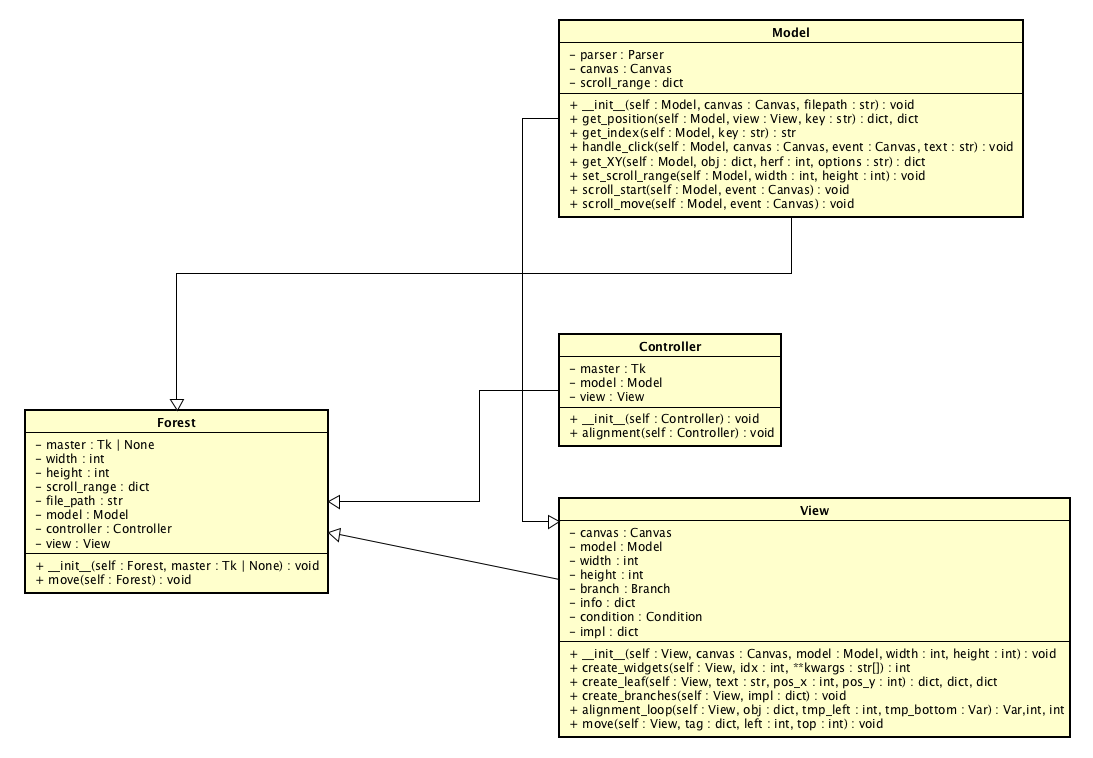 Model
– parser : Parser
– canvas : Canvas
– scroll_range : dict
+ __init__(self : Model, canvas : Canvas, filepath : str) : void
+ get_position(self : Model, view : View, key : str) : dict, dict
+ get_index(self : Model, key : str) : str
+ handle_click(self : Model, canvas : Canvas, event : Canvas, text : str) : void
+ get_XY(self : Model, obj : dict, herf : int, options : str) : dict
+ set_scroll_range(self : Model, width : int, height : int) : void
+ scroll_start(self : Model, event : Canvas) : void
+ scroll_move(self : Model, event : Canvas) : void
Controller
– master : Tk
– model : Model
– view : View
+ __init__(self : Controller) : void
+ alignment(self : Controller) : void
Forest
– master : Tk | None
– width : int
– height : int
– scroll_range : dict
– file_path : str
– model : Model
– controller : Controller
– view : View
+ __init__(self : Forest, master : Tk | None) : void
+ move(self : Forest) : void
View
– canvas : Canvas
– model : Model
– width : int
– height : int
– branch : Branch
– info : dict
– condition : Condition
– impl : dict
+ __init__(self : View, canvas : Canvas, model : Model, width : int, height : int) : void
+ create_widgets(self : View, idx : int, **kwargs : str[]) : int
+ create_leaf(self : View, text : str, pos_x : int, pos_y : int) : dict, dict, dict
+ create_branches(self : View, impl : dict) : void
+ alignment_loop(self : View, obj : dict, tmp_left : int, tmp_bottom : Var) : Var,int, int
+ move(self : View, tag : dict, left : int, top : int) : void